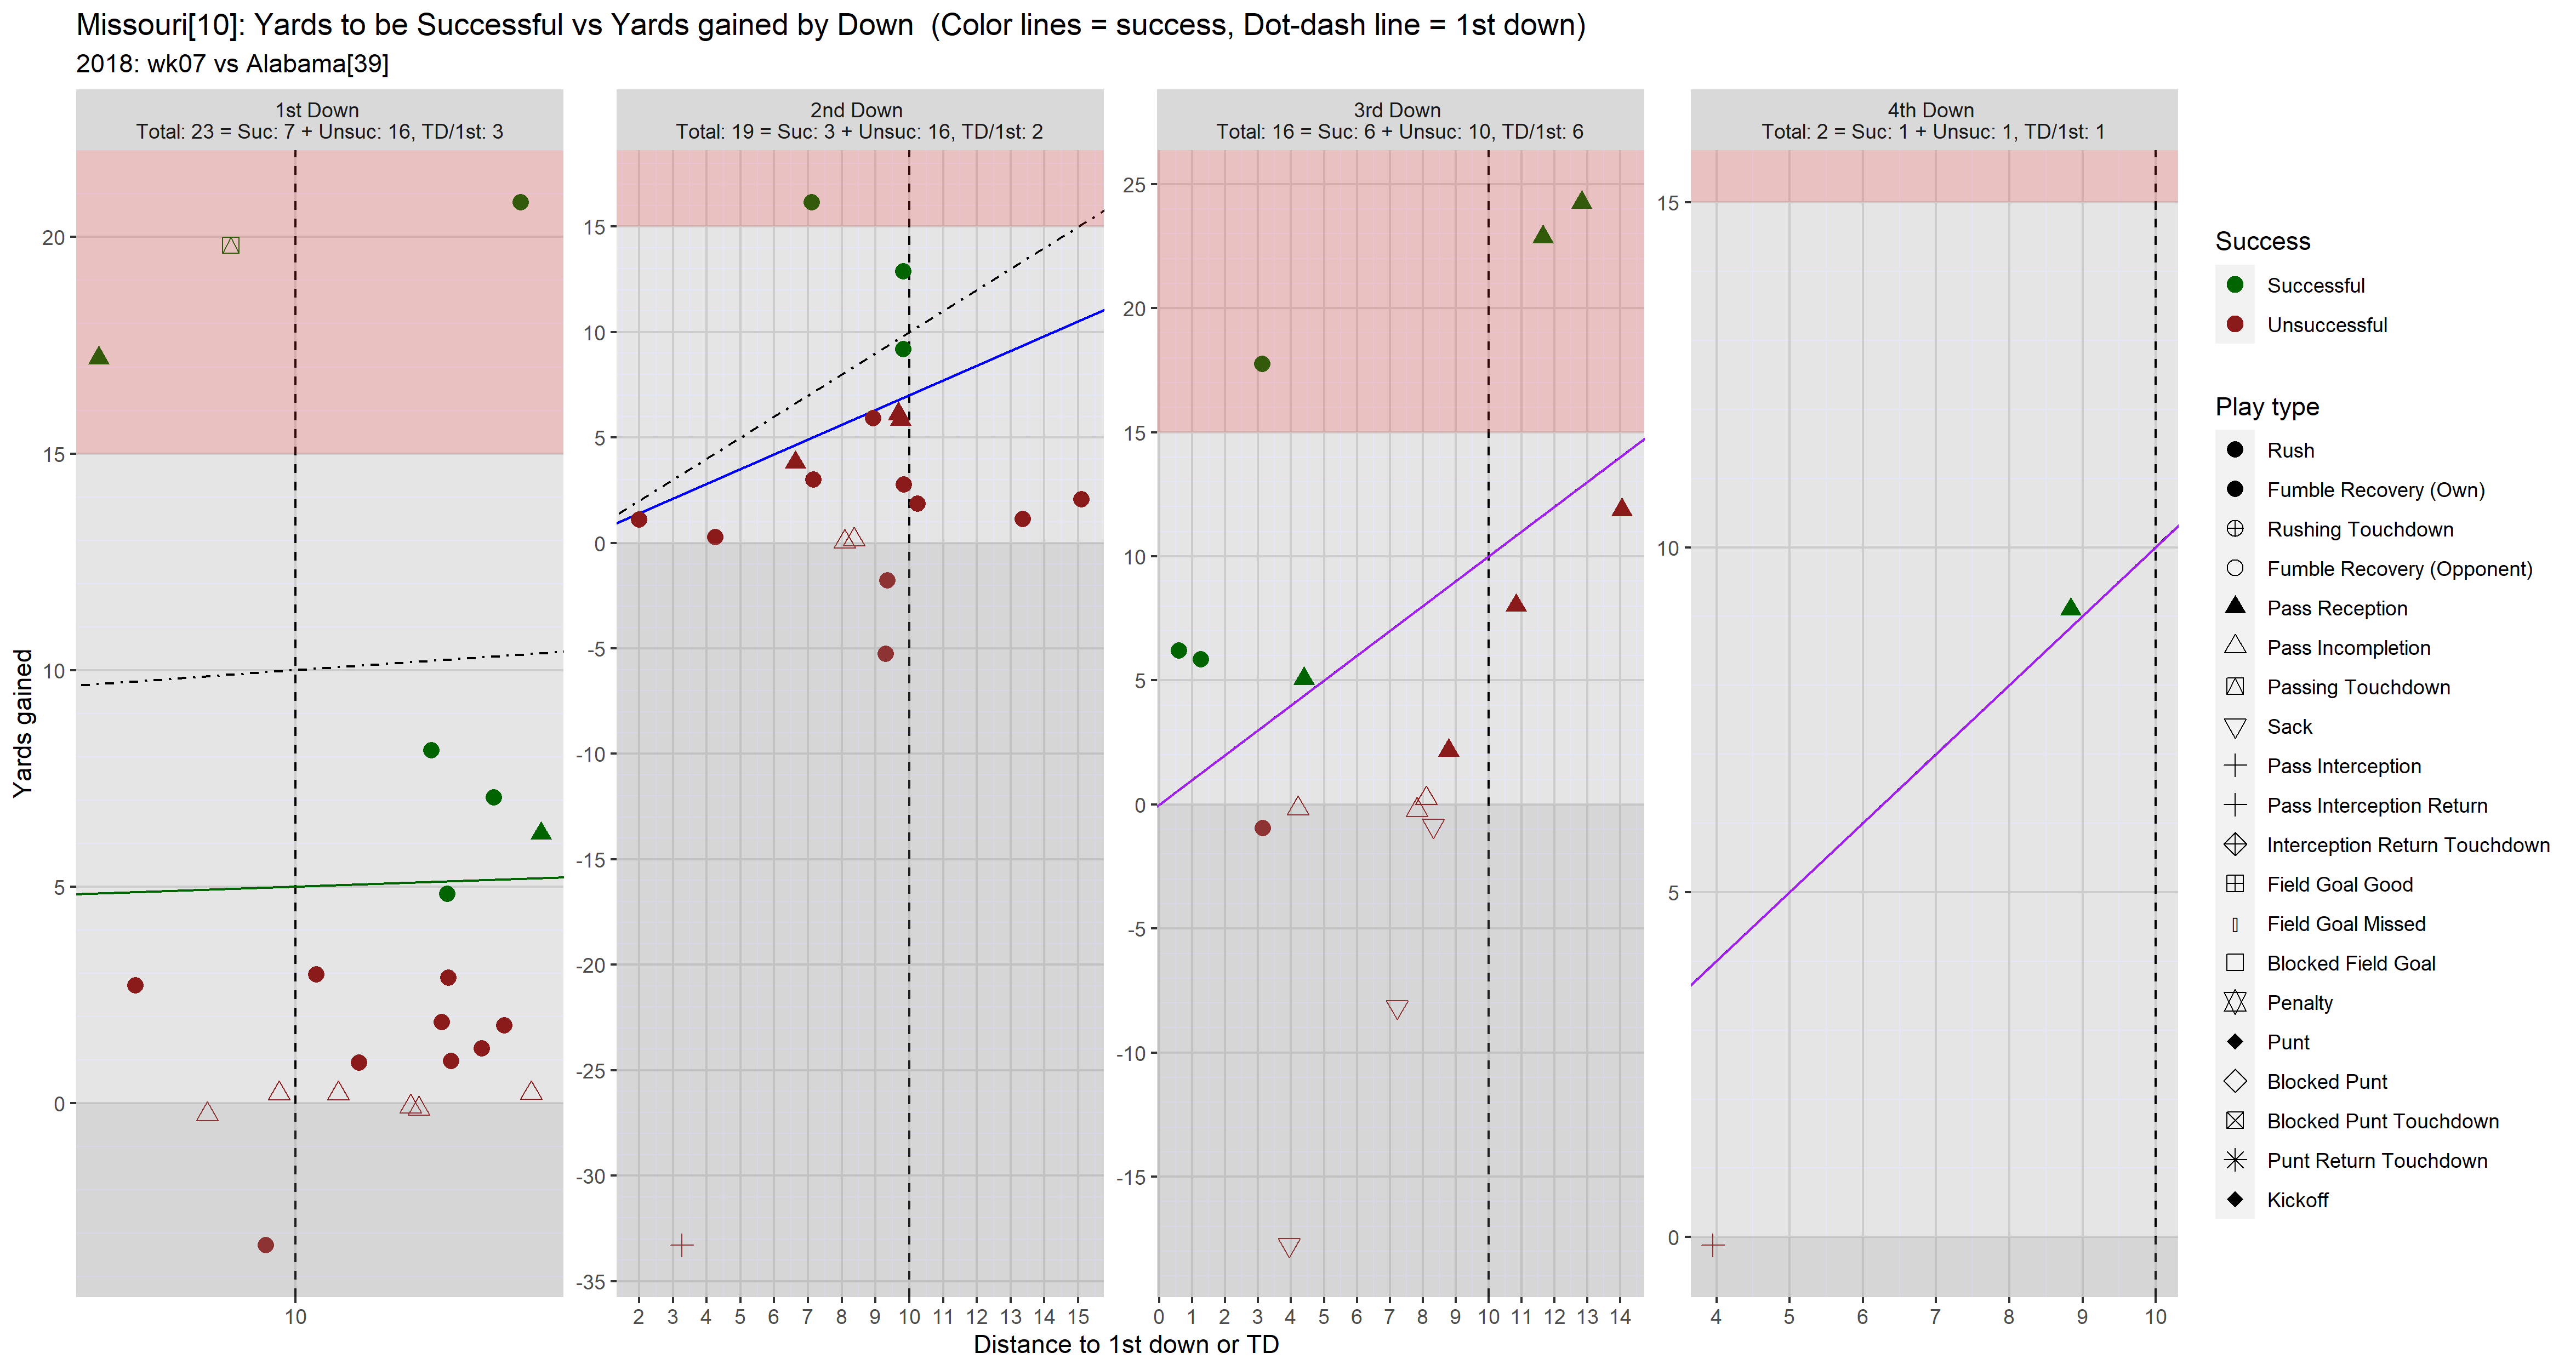 Missouri[10]: Yards to be Successful vs Yards gained by Down  (Color lines = success, Dot-dash line = 1st down)
2018: wk07 vs Alabama[39]
1st Down
Total: 23 = Suc: 7 + Unsuc: 16, TD/1st: 3
2nd Down
Total: 19 = Suc: 3 + Unsuc: 16, TD/1st: 2
3rd Down
Total: 16 = Suc: 6 + Unsuc: 10, TD/1st: 6
4th Down
Total: 2 = Suc: 1 + Unsuc: 1, TD/1st: 1
Yards gained
20
15
10
5
0
10
15
10
5
0
-5
-10
-15
-20
-25
-30
-35
2 3 4 5 6 7 8 9 10 11 12 13 14 15
25
20
15
10
5
0
-5
-10
-15
0 1 2 3 4 5 6 7 8 9 10 11 12 13 14
15
10
5
0
4 5 6 7 8 9 10
Distance to 1st down or TD
Success
Successful
Unsuccessful
Play type
Rush
Fumble Recovery (Own)
Rushing Touchdown
Fumble Recovery (Opponent)
Pass Reception
Pass Incompletion
Passing Touchdown
Sack
Pass Interception
Pass Interception Return
Interception Return Touchdown
Field Goal Good
Field Goal Missed
Blocked Field Goal
Penalty
Punt
Blocked Punt
Blocked Punt Touchdown
Punt Return Touchdown
Kickoff